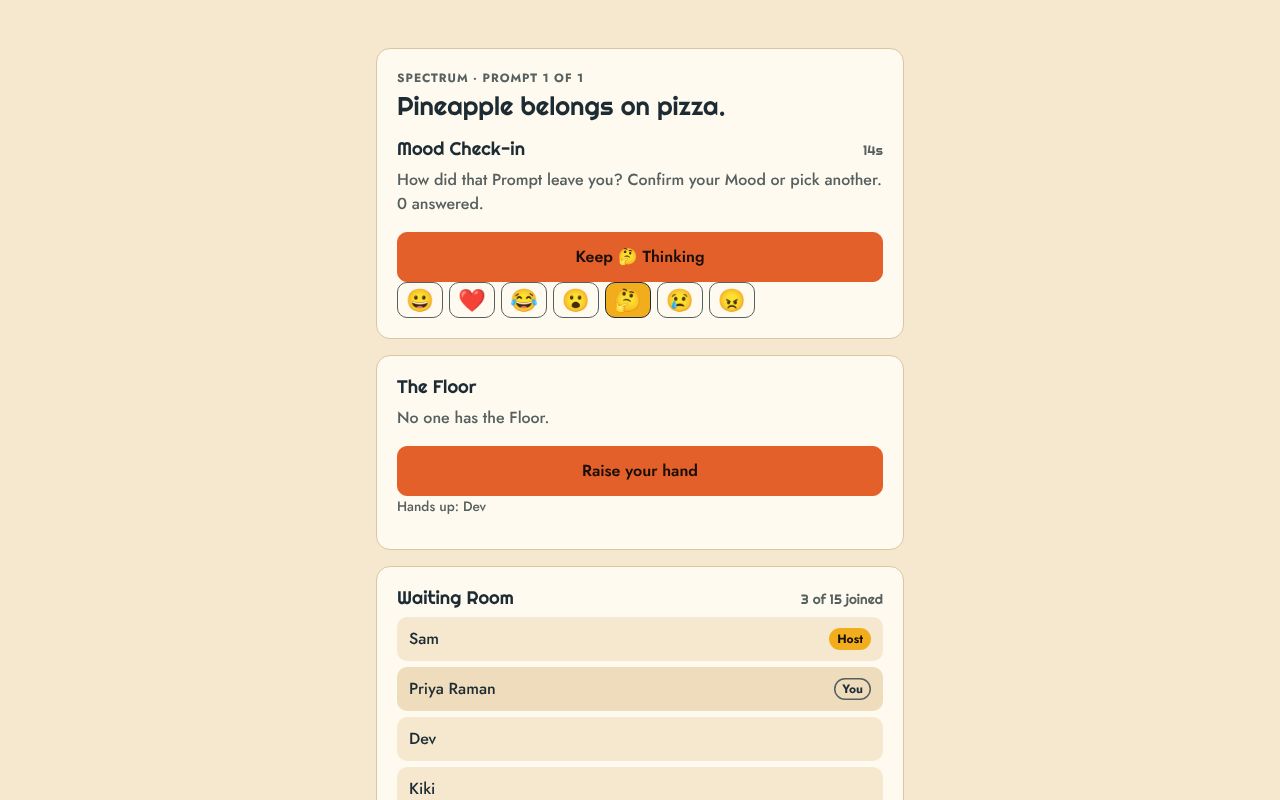 SPECTRUM · PROMPT 1 OF 1
Pineapple belongs on pizza.
Mood Check-in
14s
How did that Prompt leave you? Confirm your Mood or pick another.
0 answered.
Keep 🤔 Thinking
😀 ❤️ 😂 😮 🤔 😢 😠
The Floor
No one has the Floor.
Raise your hand
Hands up: Dev
Waiting Room
3 of 15 joined
Sam
Host
Priya Raman
You
Dev
Kiki